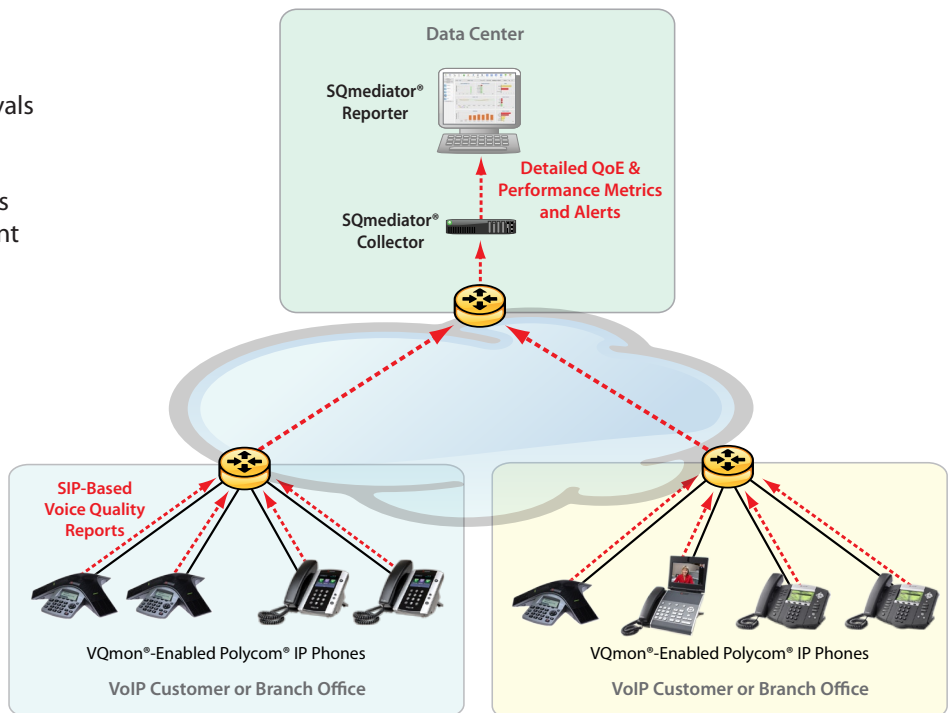 Data Center
SQmediator®
Reporter
Detailed QoE &
Performance Metrics
and Alerts
SQmediator®
Collector
vals
s
nt
SIP-Based
Voice Quality
Reports
VQmon®-Enabled Polycom® IP Phones
VoIP Customer or Branch Office
VQmon®-Enabled Polycom® IP Phones
VoIP Customer or Branch Office